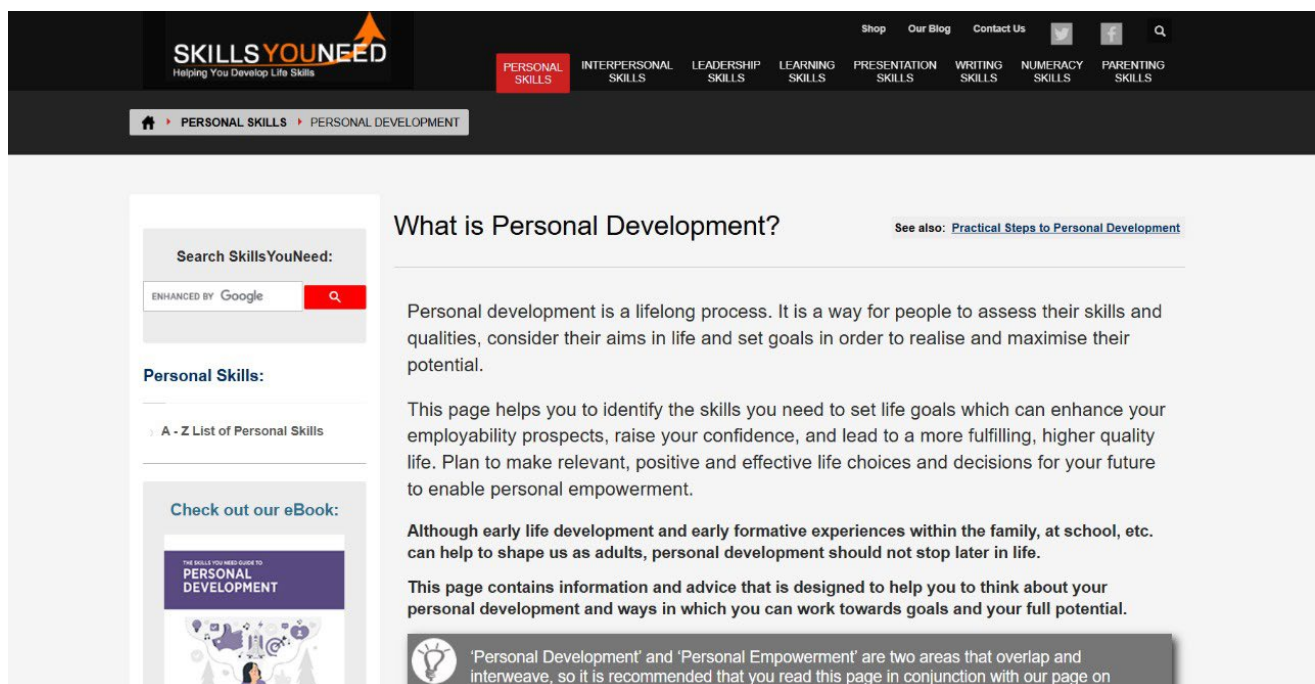 SKILLSYOUNEED
Helping You Develop Life Skills
Shop Our Blog Contact Us
PERSONAL SKILLS
INTERPERSONAL SKILLS
LEADERSHIP SKILLS
LEARNING SKILLS
PRESENTATION SKILLS
WRITING SKILLS
NUMERACY SKILLS
PARENTING SKILLS
PERSONAL SKILLS PERSONAL DEVELOPMENT
Search SkillsYouNeed:
ENHANCED BY Google
Personal Skills:
A - Z List of Personal Skills
Check out our eBook:
THE SKILLS YOU NEED GUIDE TO
PERSONAL
DEVELOPMENT
What is Personal Development?
See also: Practical Steps to Personal Development
Personal development is a lifelong process. It is a way for people to assess their skills and
qualities, consider their aims in life and set goals in order to realise and maximise their
potential.
This page helps you to identify the skills you need to set life goals which can enhance your
employability prospects, raise your confidence, and lead to a more fulfilling, higher quality
life. Plan to make relevant, positive and effective life choices and decisions for your future
to enable personal empowerment.
Although early life development and early formative experiences within the family, at school, etc.
can help to shape us as adults, personal development should not stop later in life.
This page contains information and advice that is designed to help you to think about your
personal development and ways in which you can work towards goals and your full potential.
'Personal Development' and 'Personal Empowerment' are two areas that overlap and
interweave, so it is recommended that you read this page in conjunction with our page on